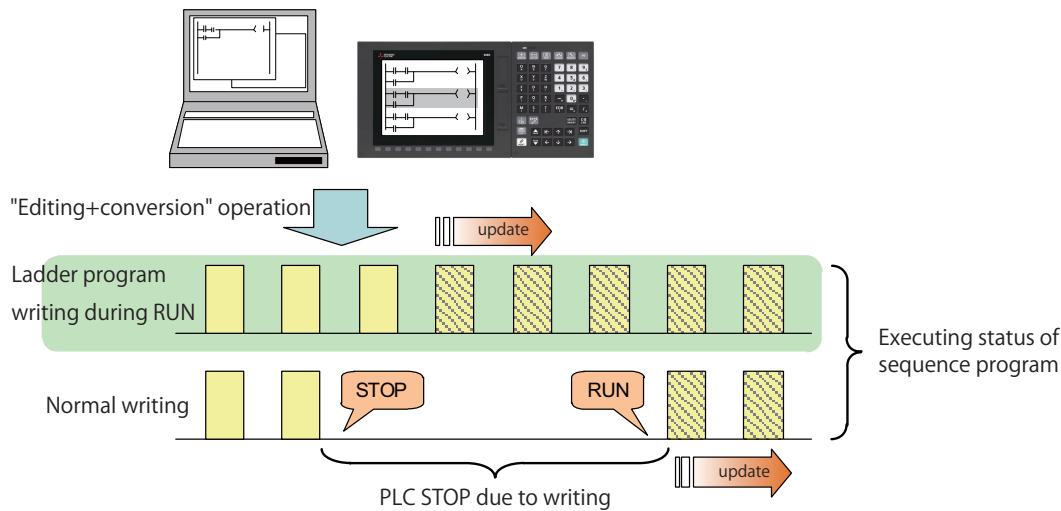 "Editing+conversion" operation
update
Ladder program
writing during RUN
Executing status of
sequence program
STOP
RUN
Normal writing
update
PLC STOP due to writing